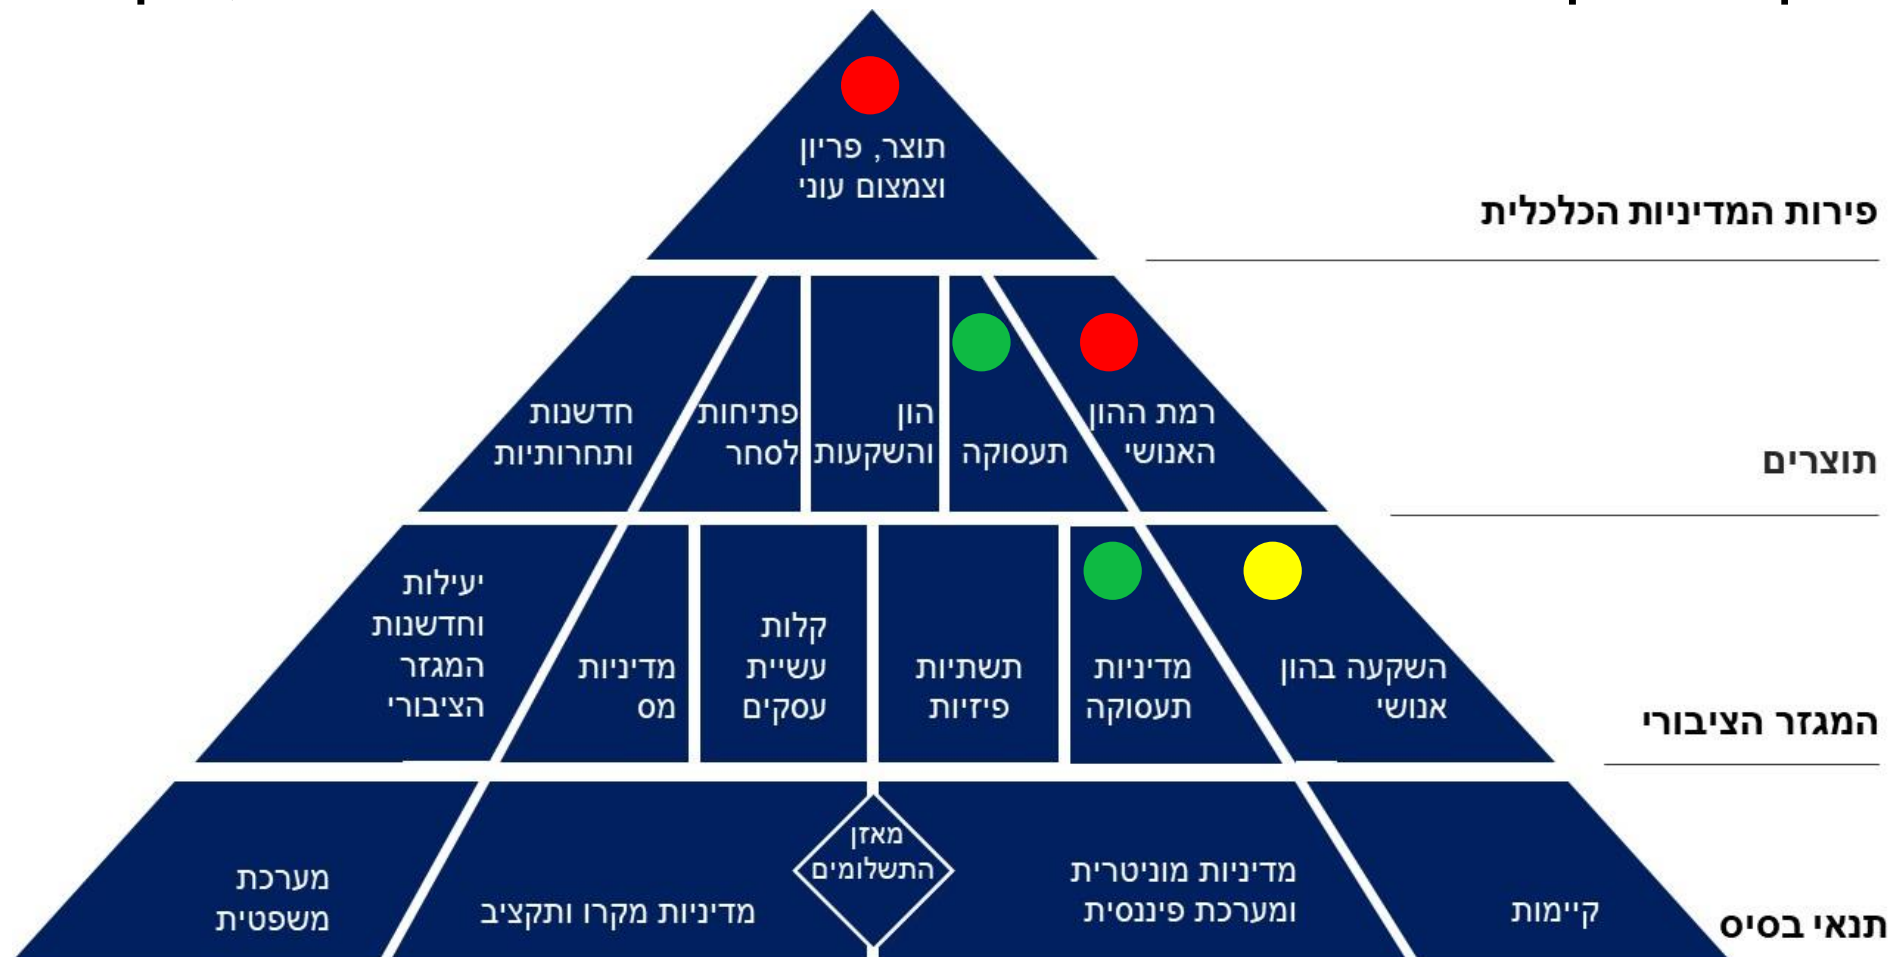 תוצר, פריון
וצמצום עוני
פירות המדיניות הכלכלית
רמת ההון
האנושי
תעסוקה
הון
והשקעות
פתיחות
לסחר
חדשנות
ותחרותיות
תוצרים
השקעה בהון
אנושי
מדיניות
תעסוקה
תשתיות
פיזיות
קלות
עשיית
עסקים
מדיניות
מס
יעילות
וחדשנות
המגזר
הציבורי
המגזר הציבורי
קיימות
מדיניות מוניטרית
ומערכת פיננסית
מאזן
התשלומים
מדיניות מקרו ותקציב
מערכת
משפטית
תנאי בסיס